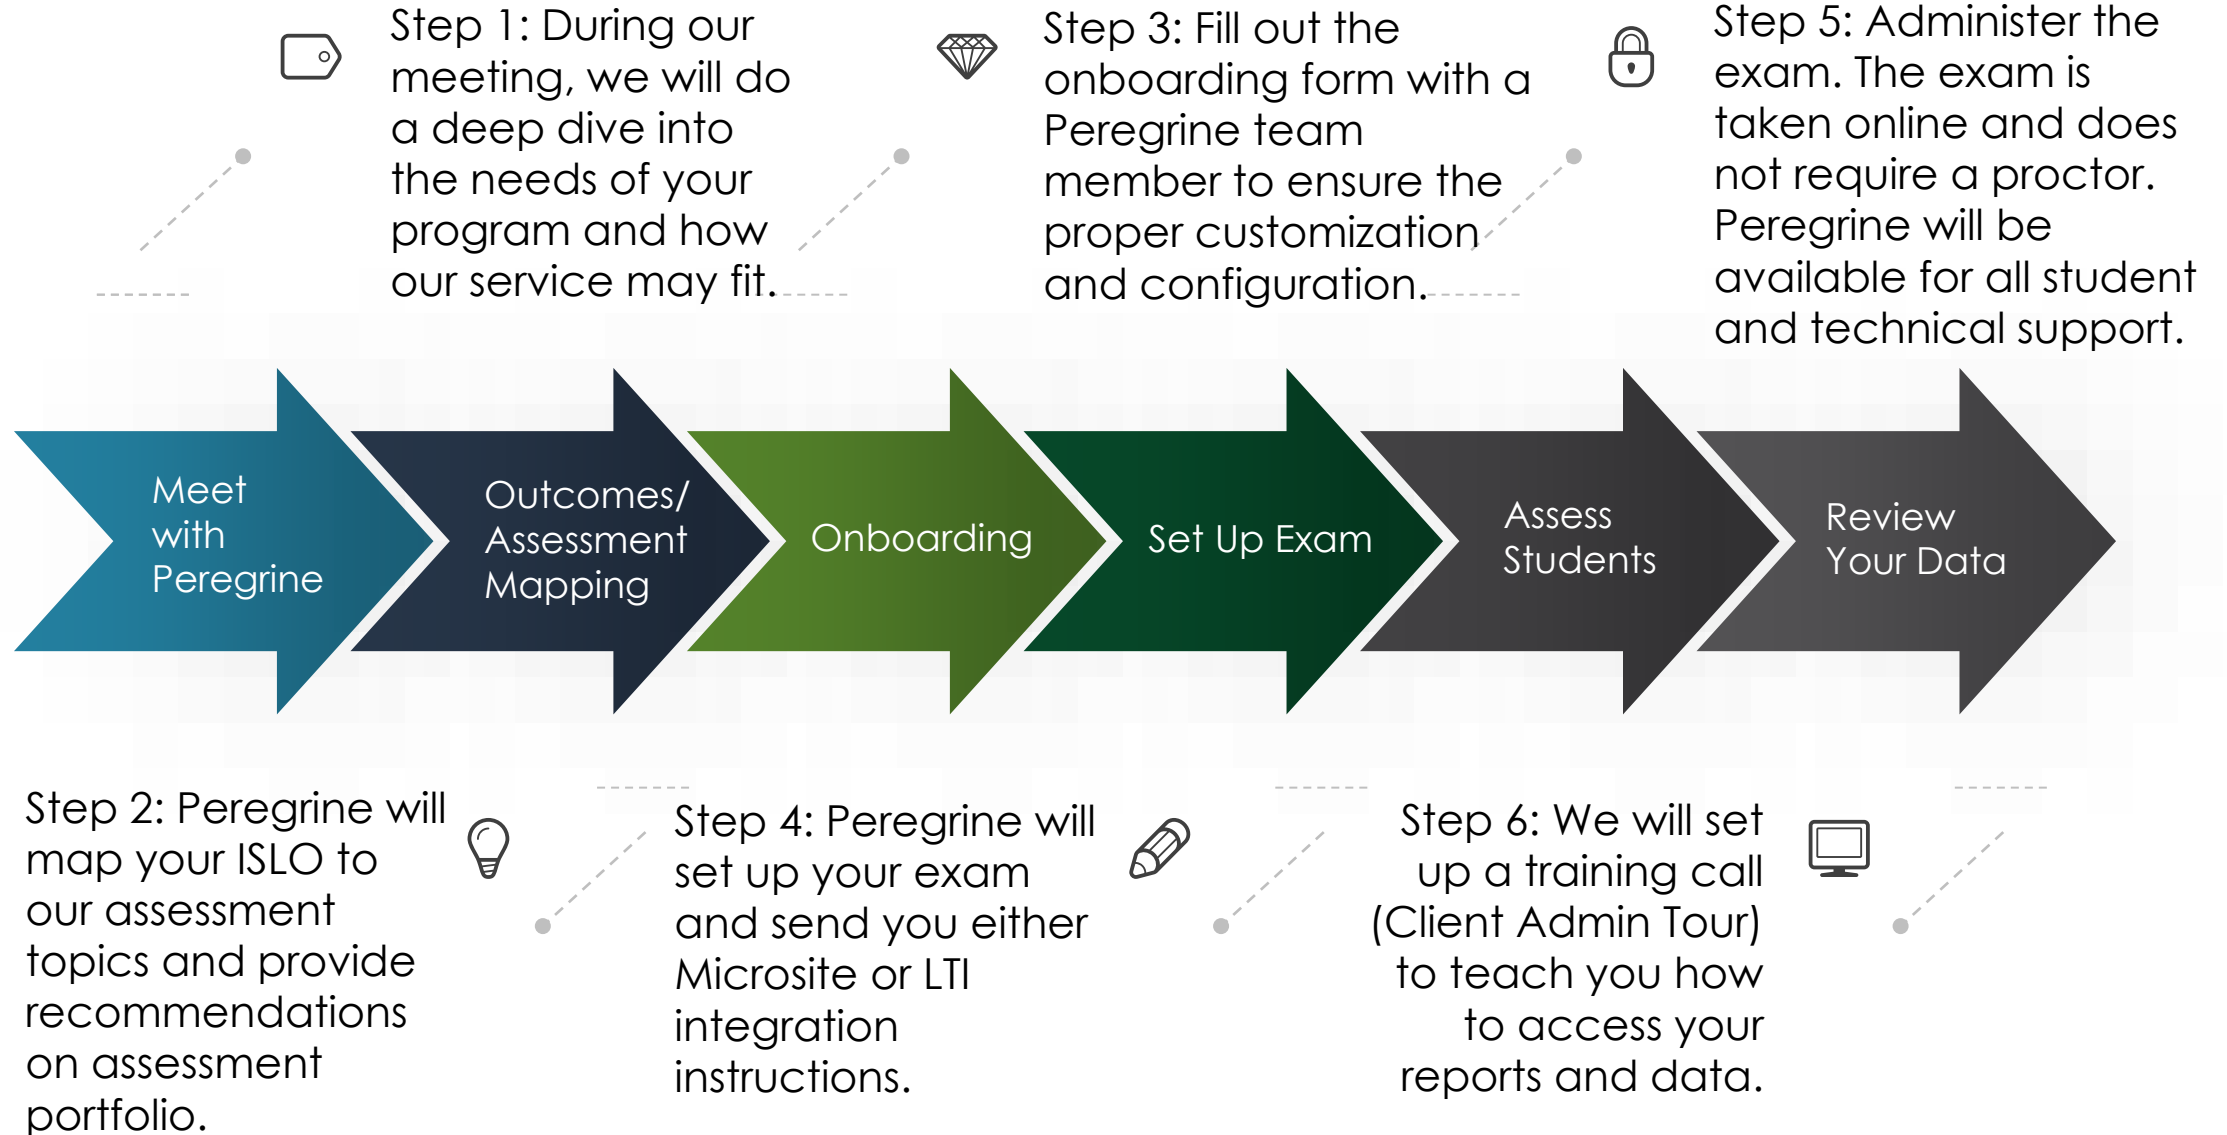 Step 1: During our
meeting, we will do
a deep dive into
the needs of your
program and how
our service may fit.
Step 3: Fill out the
onboarding form with a
Peregrine team
member to ensure the
proper customization
and configuration.
Step 5: Administer the
exam. The exam is
taken online and does
not require a proctor.
Peregrine will be
available for all student
and technical support.
Meet
with
Peregrine
Outcomes/
Assessment
Mapping
Onboarding
Set Up Exam
Assess
Students
Review
Your Data
Step 2: Peregrine will
map your ISLO to
our assessment
topics and provide
recommendations
on assessment
portfolio.
Step 4: Peregrine will
set up your exam
and send you either
Microsite or LTI
integration
instructions.
Step 6: We will set
up a training call
(Client Admin Tour)
to teach you how
to access your
reports and data.